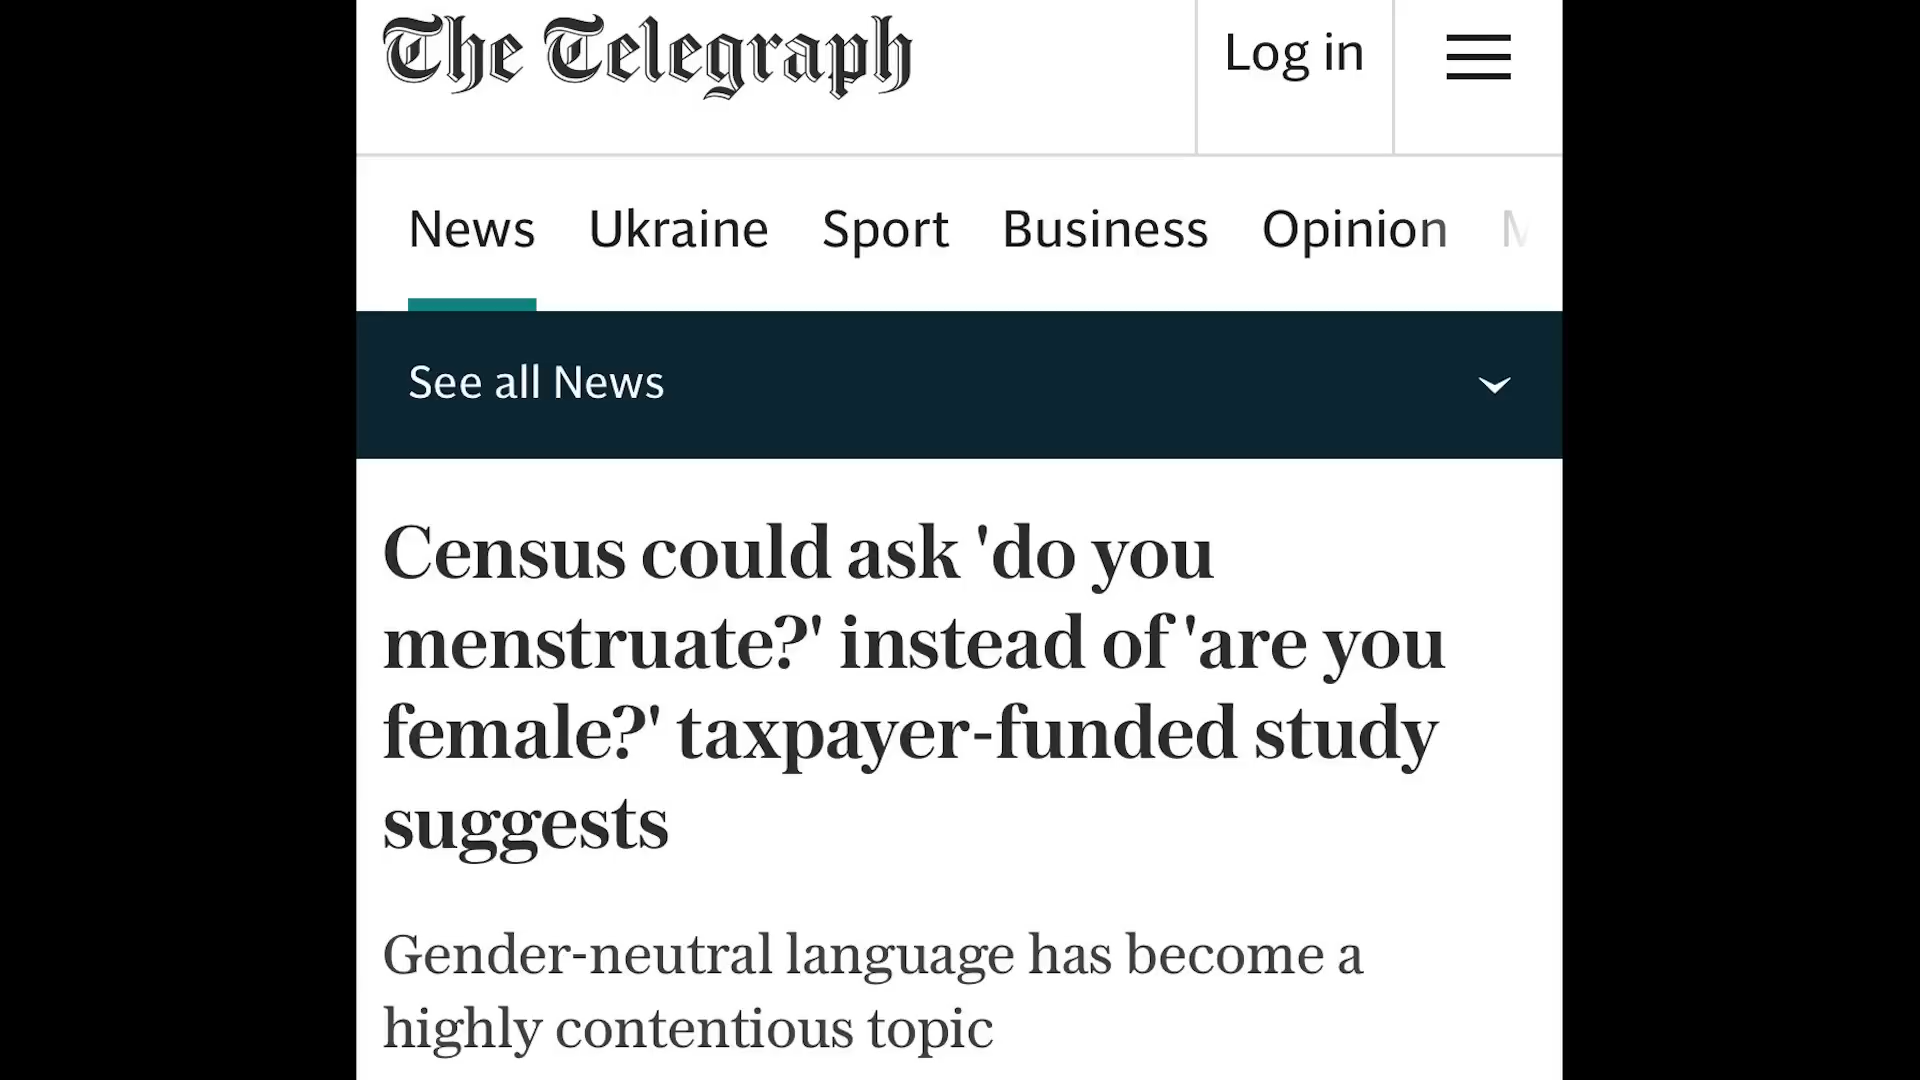 The Telegraph
Log in
News Ukraine Sport Business Opinion M
See all News
Census could ask 'do you
menstruate?' instead of 'are you
female?' taxpayer-funded study
suggests
Gender-neutral language has become a
highly contentious topic